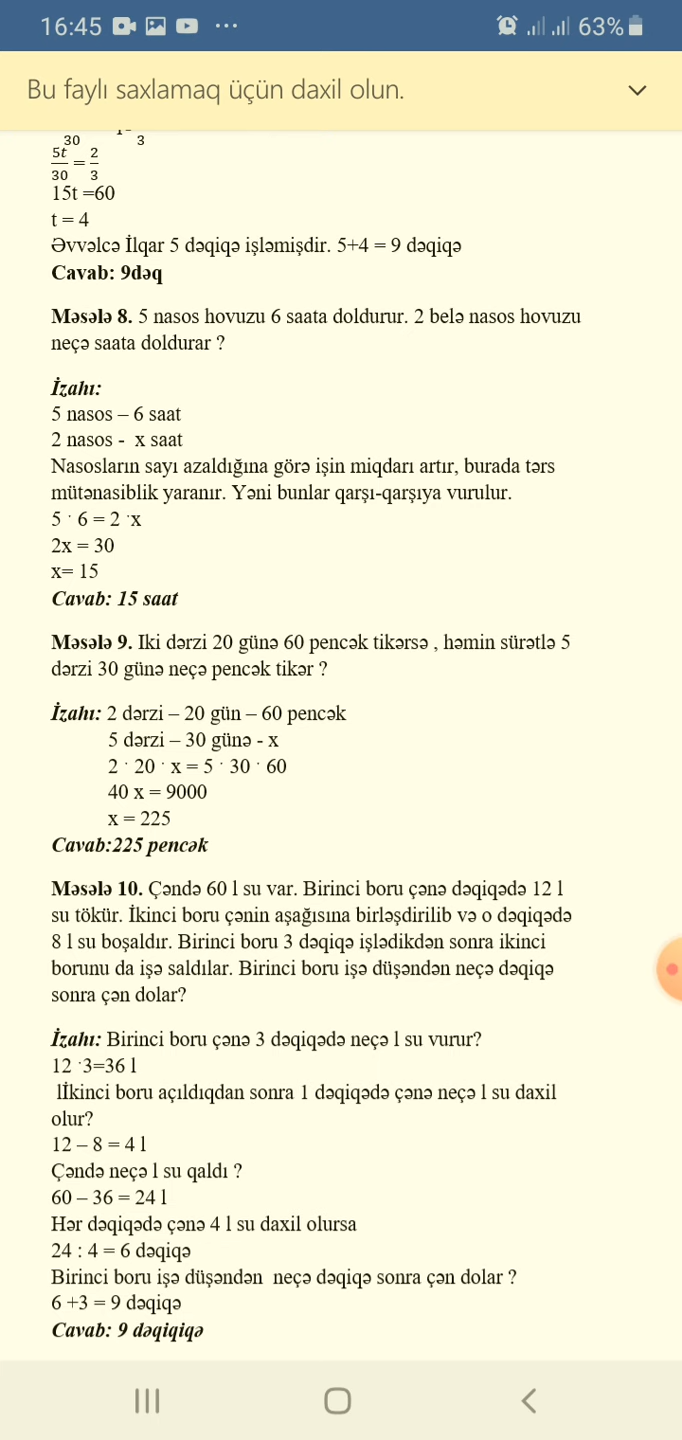 16:45 ... 63%
Bu faylı saxlamaq üçün daxil olun.
30 3
5t/30 = 2/3
15t =60
t = 4
Əvvəlcə İlqar 5 dəqiqə işləmişdir. 5+4 = 9 dəqiqə
Cavab: 9dəq
Məsələ 8. 5 nasos hovuzu 6 saata doldurur. 2 belə nasos hovuzu
neçə saata doldurar ?
İzahı:
5 nasos – 6 saat
2 nasos - x saat
Nasosların sayı azaldığına görə işin miqdarı artır, burada tərs
mütənasiblik yaranır. Yəni bunlar qarşı-qarşıya vurulur.
5 · 6 = 2 ·x
2x = 30
x= 15
Cavab: 15 saat
Məsələ 9. Iki dərzi 20 günə 60 pencək tikərsə , həmin sürətlə 5
dərzi 30 günə neçə pencək tikər ?
İzahı: 2 dərzi – 20 gün – 60 pencək
5 dərzi – 30 günə - x
2 · 20 · x = 5 · 30 · 60
40 x = 9000
x = 225
Cavab:225 pencək
Məsələ 10. Çəndə 60 l su var. Birinci boru çənə dəqiqədə 12 l
su tökür. İkinci boru çənin aşağısına birləşdirilib və o dəqiqədə
8 l su boşaldır. Birinci boru 3 dəqiqə işlədikdən sonra ikinci
borunu da işə saldılar. Birinci boru işə düşəndən neçə dəqiqə
sonra çən dolar?
İzahı: Birinci boru çənə 3 dəqiqədə neçə l su vurur?
12 ·3=36 l
lİkinci boru açıldıqdan sonra 1 dəqiqədə çənə neçə l su daxil
olur?
12 – 8 = 4 l
Çəndə neçə l su qaldı ?
60 – 36 = 24 l
Hər dəqiqədə çənə 4 l su daxil olursa
24 : 4 = 6 dəqiqə
Birinci boru işə düşəndən neçə dəqiqə sonra çən dolar ?
6 +3 = 9 dəqiqə
Cavab: 9 dəqiqiqə